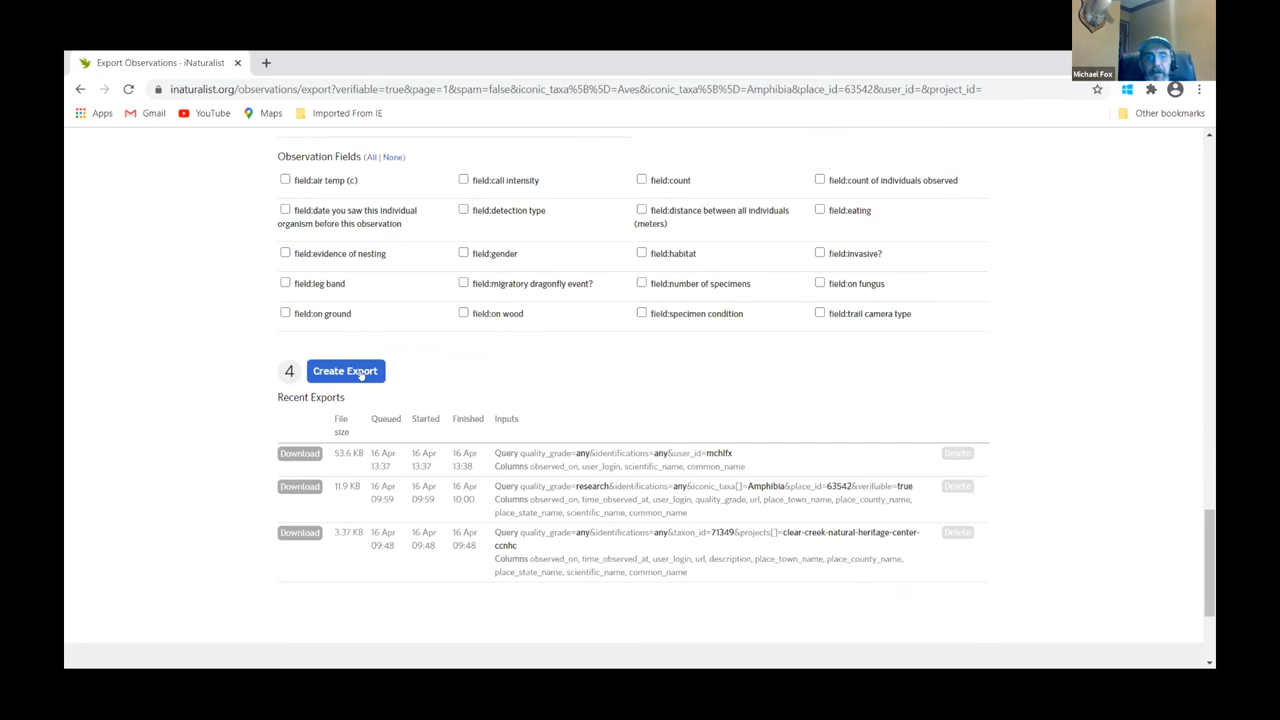 Michael Fox
Export Observations - iNaturalist
inaturalist.org/observations/export?verifiable=true&page=1&spam=false&iconic_taxa%5B%5D=Aves&iconic_taxa%5B%5D=Amphibia&place_id=63542&user_id=&project_id=
Apps Gmail YouTube Maps Imported From IE Other bookmarks
Observation Fields (All | None)
field:air temp (c) field:call intensity field:count field:count of individuals observed
field:date you saw this individual field:detection type field:distance between all individuals field:eating
organism before this observation (meters)
field:evidence of nesting field:gender field:habitat field:invasive?
field:leg band field:migratory dragonfly event? field:number of specimens field:on fungus
field:on ground field:on wood field:specimen condition field:trail camera type
4 Create Export
Recent Exports
File Queued Started Finished Inputs
size
Download 53.6 KB 16 Apr 16 Apr 16 Apr Query quality_grade=any&identifications=any&user_id=mchlfx Delete
13:37 13:37 13:38 Columns observed_on, user_login, scientific_name, common_name
Download 11.9 KB 16 Apr 16 Apr 16 Apr Query quality_grade=research&identifications=any&iconic_taxa[]=Amphibia&place_id=63542&verifiable=true Delete
09:59 09:59 10:00 Columns observed_on, time_observed_at, user_login, quality_grade, url, place_town_name, place_county_name,
place_state_name, scientific_name, common_name
Download 3.37 KB 16 Apr 16 Apr 16 Apr Query quality_grade=any&identifications=any&taxon_id=71349&projects[]=clear-creek-natural-heritage-center- Delete
09:48 09:48 09:48 ccnhc
Columns observed_on, time_observed_at, user_login, url, description, place_town_name, place_county_name,
place_state_name, scientific_name, common_name